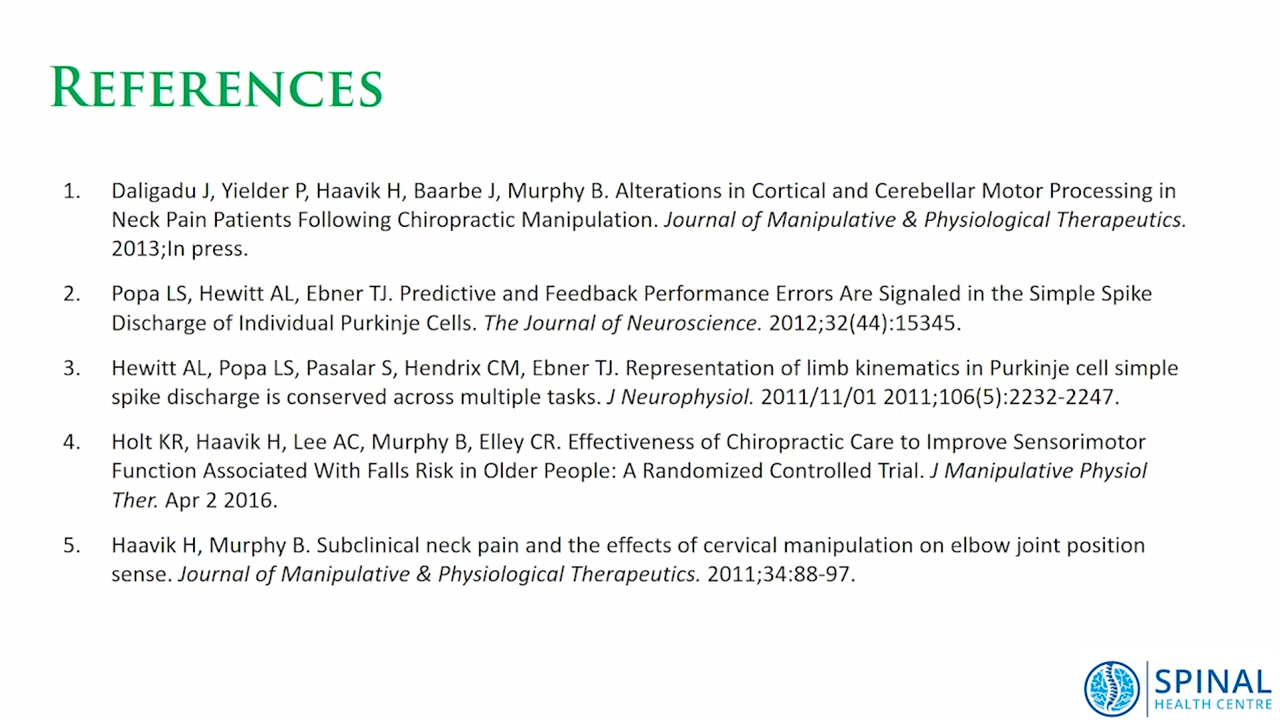 REFERENCES
1. Daligadu J, Yielder P, Haavik H, Baarbe J, Murphy B. Alterations in Cortical and Cerebellar Motor Processing in
Neck Pain Patients Following Chiropractic Manipulation. Journal of Manipulative & Physiological Therapeutics.
2013;In press.
2. Popa LS, Hewitt AL, Ebner TJ. Predictive and Feedback Performance Errors Are Signaled in the Simple Spike
Discharge of Individual Purkinje Cells. The Journal of Neuroscience. 2012;32(44):15345.
3. Hewitt AL, Popa LS, Pasalar S, Hendrix CM, Ebner TJ. Representation of limb kinematics in Purkinje cell simple
spike discharge is conserved across multiple tasks. J Neurophysiol. 2011/11/01 2011;106(5):2232-2247.
4. Holt KR, Haavik H, Lee AC, Murphy B, Elley CR. Effectiveness of Chiropractic Care to Improve Sensorimotor
Function Associated With Falls Risk in Older People: A Randomized Controlled Trial. J Manipulative Physiol
Ther. Apr 2 2016.
5. Haavik H, Murphy B. Subclinical neck pain and the effects of cervical manipulation on elbow joint position
sense. Journal of Manipulative & Physiological Therapeutics. 2011;34:88-97.
SPINAL
HEALTH CENTRE